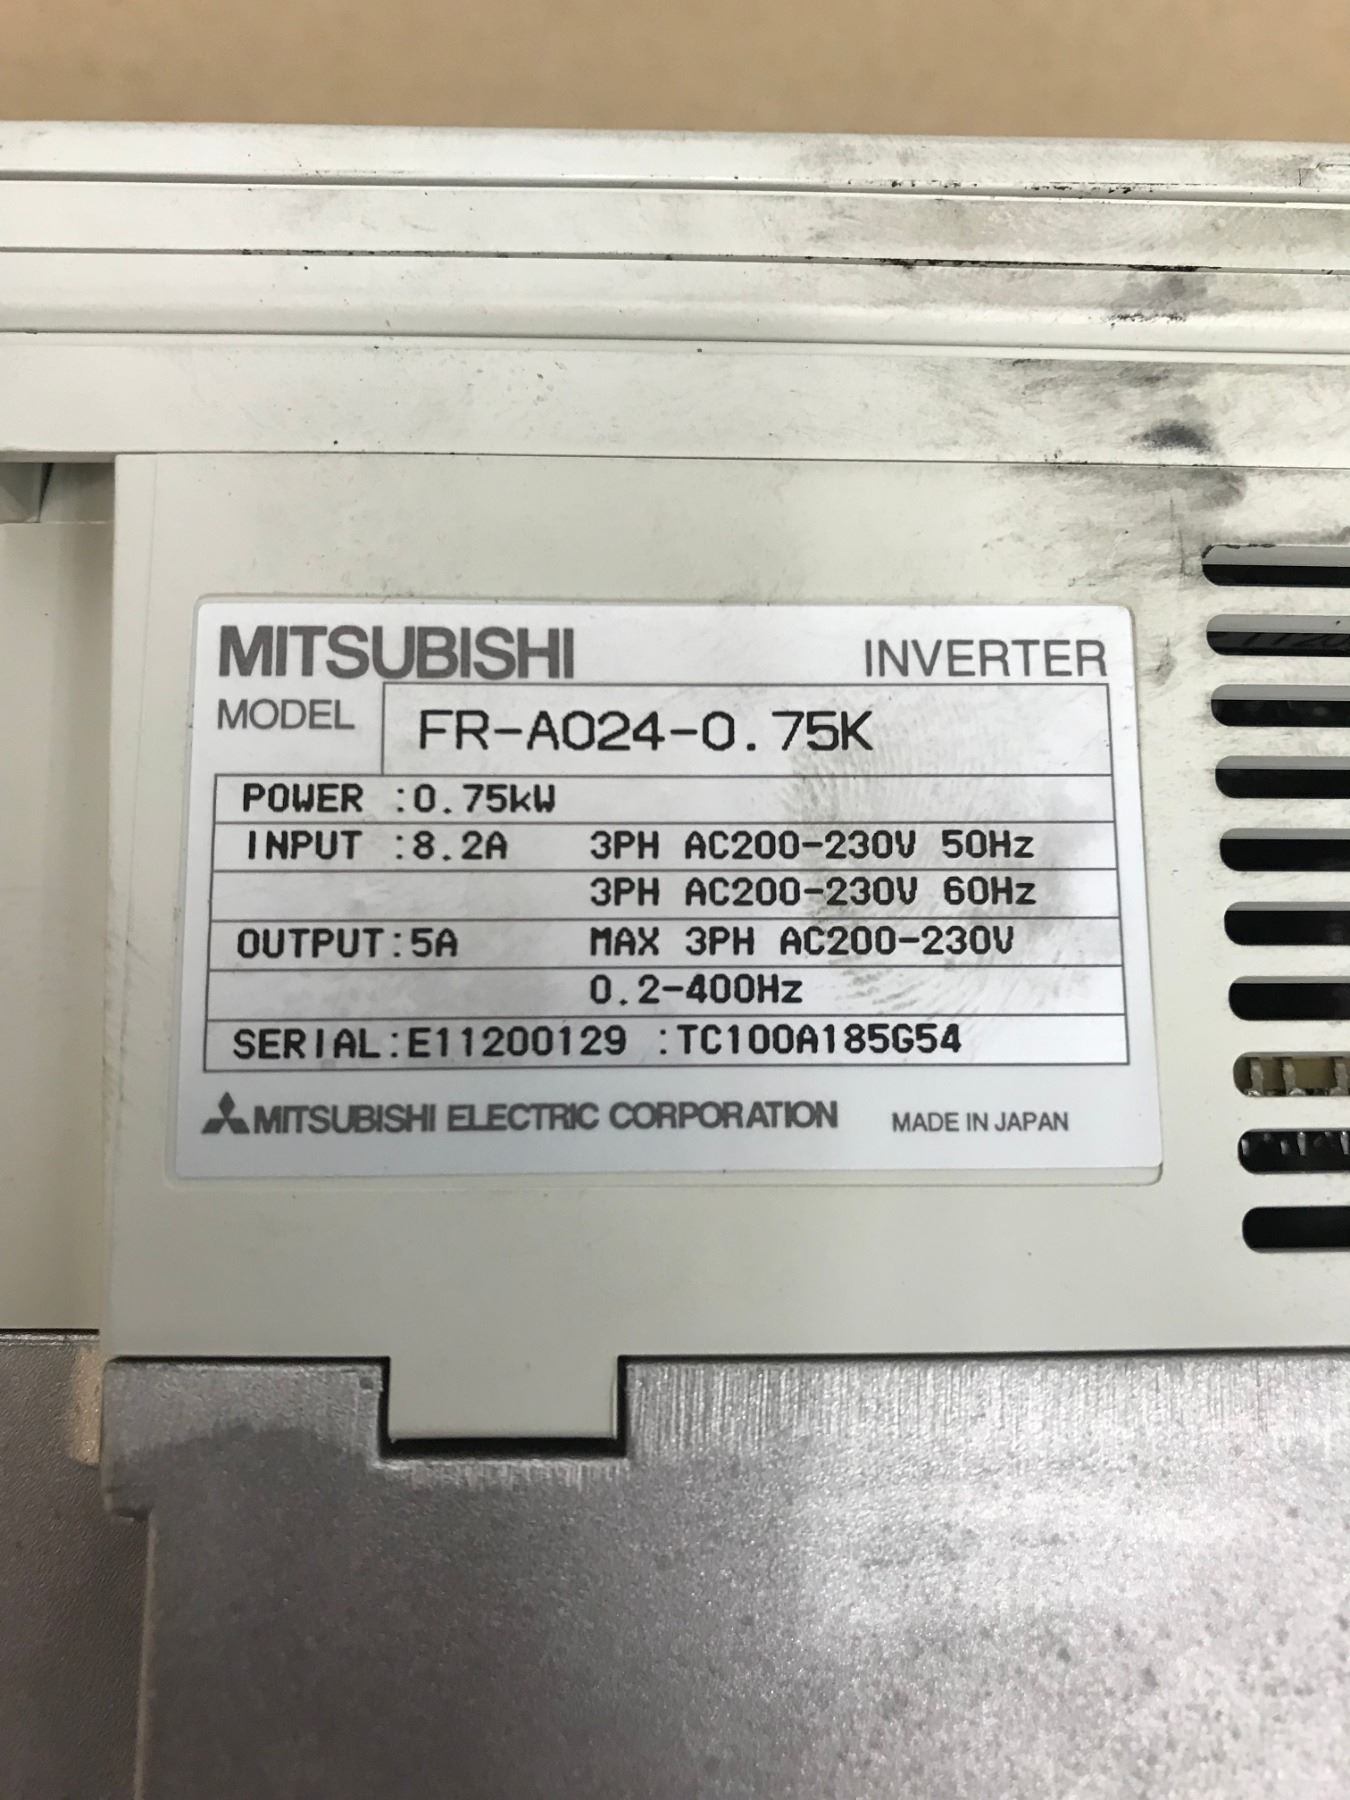 MITSUBISHI INVERTER
MODEL FR-A024-0.75K
POWER :0.75kW
INPUT :8.2A 3PH AC200-230V 50Hz
3PH AC200-230V 60Hz
OUTPUT:5A MAX 3PH AC200-230V
0.2-400Hz
SERIAL:E11200129 :TC100A185G54
MITSUBISHI ELECTRIC CORPORATION MADE IN JAPAN